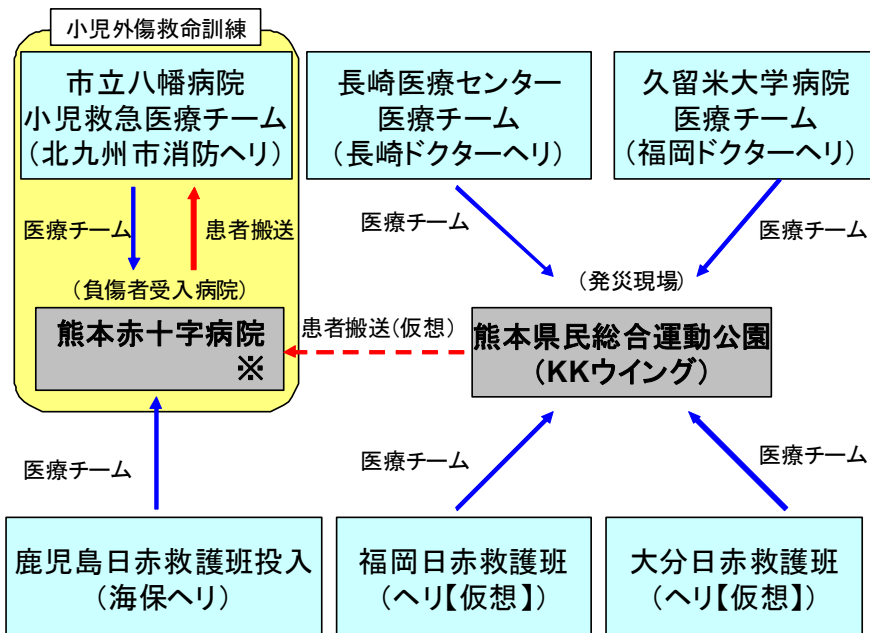 小児外傷救命訓練
市立八幡病院
小児救急医療チーム
(北九州市消防ヘリ)
長崎医療センター
医療チーム
(長崎ドクターヘリ)
久留米大学病院
医療チーム
(福岡ドクターヘリ)
医療チーム
患者搬送
医療チーム
医療チーム
(負傷者受入病院)
(発災現場)
熊本赤十字病院
※
患者搬送(仮想)
熊本県民総合運動公園
(KKウイング)
医療チーム
医療チーム
医療チーム
鹿児島日赤救護班投入
(海保ヘリ)
福岡日赤救護班
(ヘリ【仮想】)
大分日赤救護班
(ヘリ【仮想】)